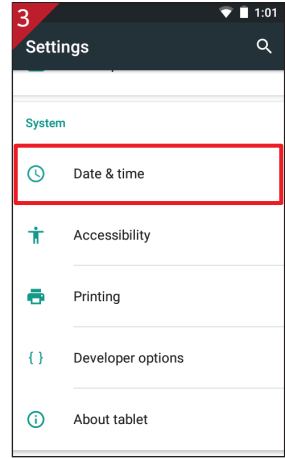 3
1:01
Settings
System
Date & time
Accessibility
Printing
{ } Developer options
About tablet